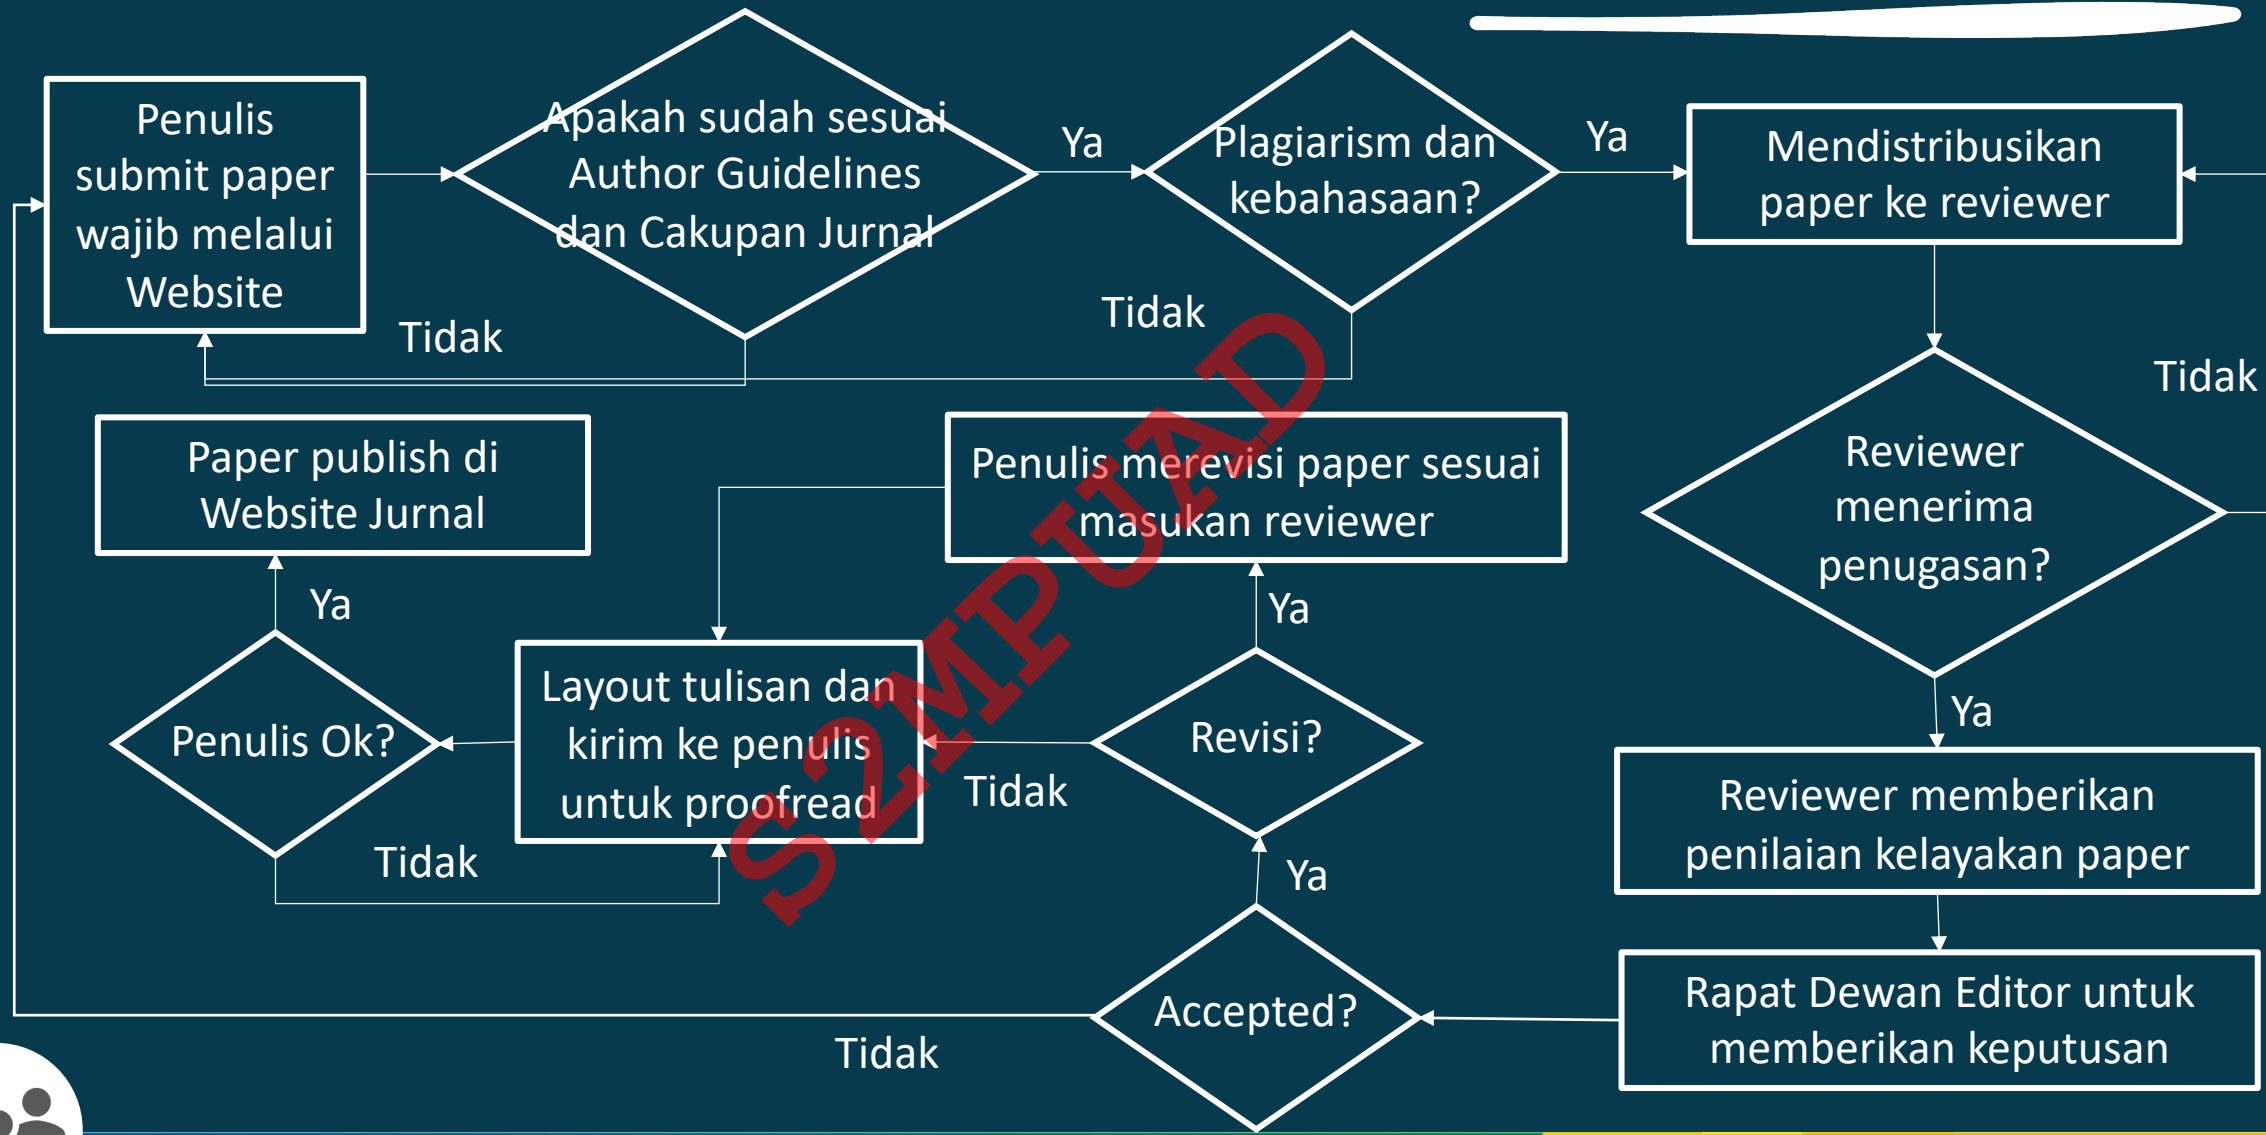 Penulis
submit paper
wajib melalui
Website
Apakah sudah sesuai
Author Guidelines
dan Cakupan Jurnal
Ya
Plagiarism dan
kebahasaan?
Ya
Mendistribusikan
paper ke reviewer
Tidak
Tidak
Tidak
Reviewer
menerima
penugasan?
Ya
Reviewer memberikan
penilaian kelayakan paper
Rapat Dewan Editor untuk
memberikan keputusan
Accepted?
Tidak
Ya
Revisi?
Ya
Tidak
Penulis merevisi paper sesuai
masukan reviewer
Layout tulisan dan
kirim ke penulis
untuk proofread
Penulis Ok?
Tidak
Ya
Paper publish di
Website Jurnal
S2MPUAD